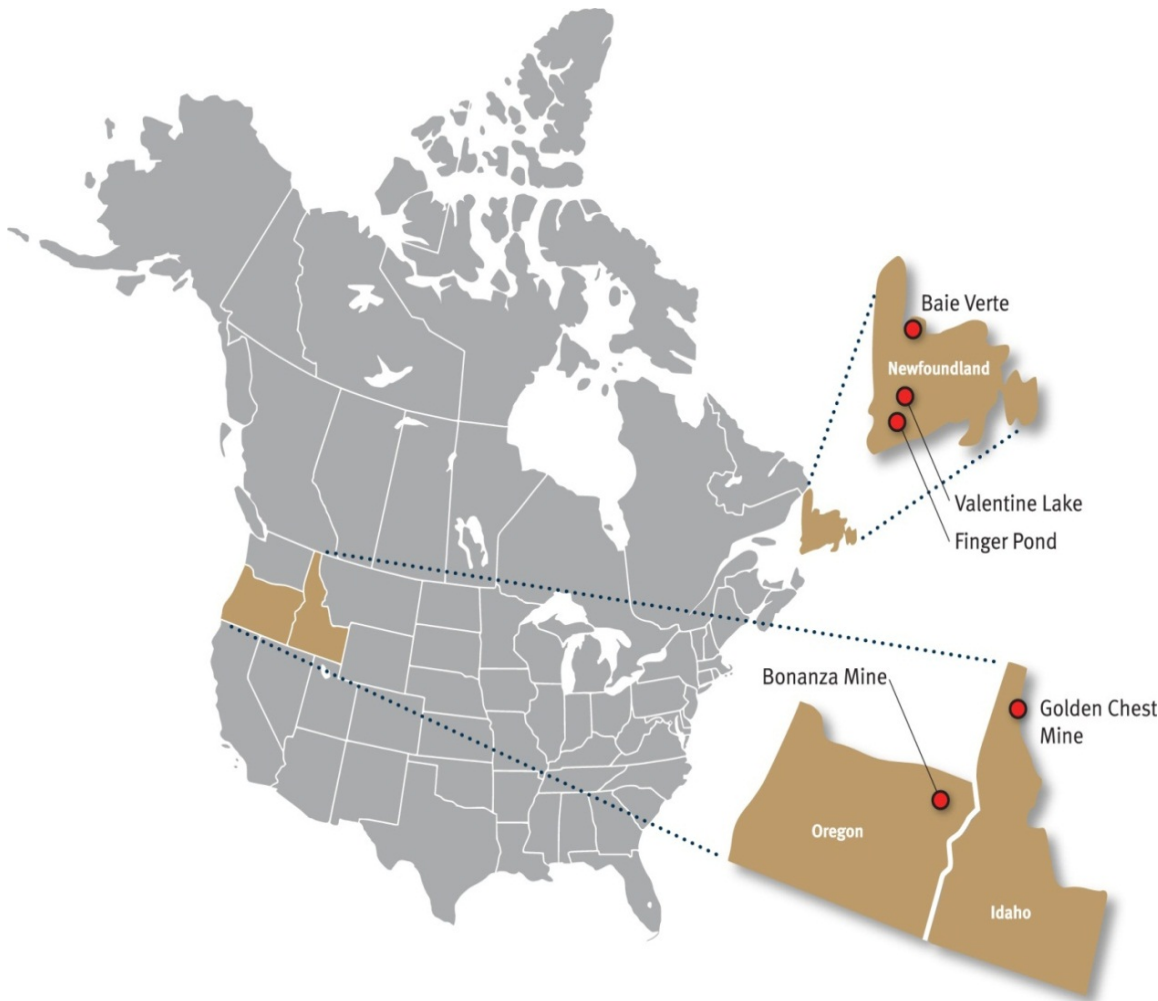 Baie Verte
Newfoundland
Valentine Lake
Finger Pond
Bonanza Mine
Golden Chest
Mine
Oregon
Idaho